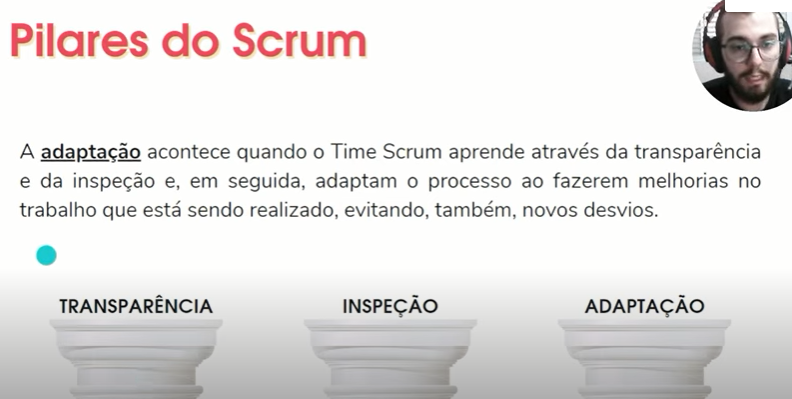 Pilares do Scrum
A adaptação acontece quando o Time Scrum aprende através da transparência
e da inspeção e, em seguida, adaptam o processo ao fazerem melhorias no
trabalho que está sendo realizado, evitando, também, novos desvios.
TRANSPARÊNCIA INSPEÇÃO ADAPTAÇÃO